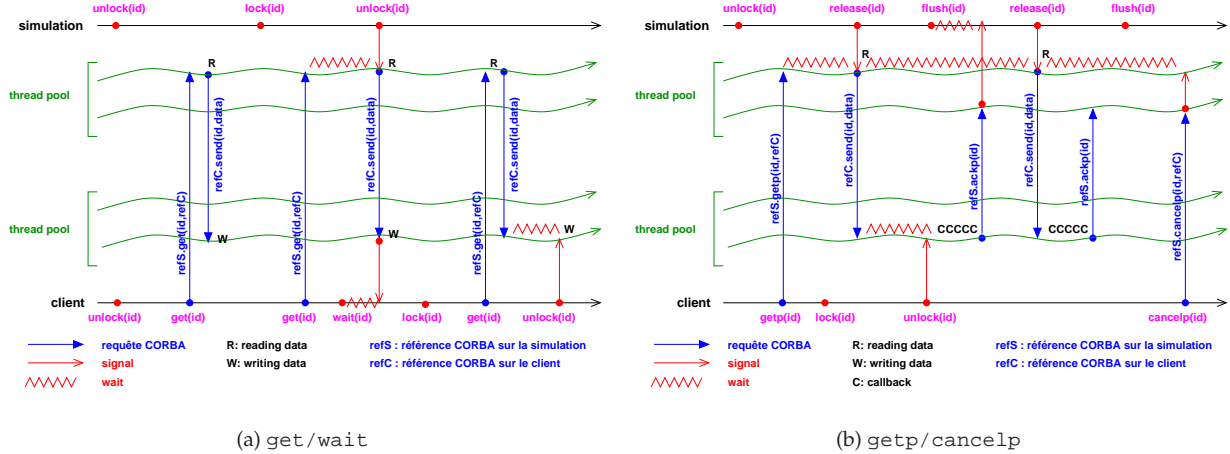 unlock(id) lock(id) unlock(id)
simulation
R R R
thread pool
refC.send(id,data) refC.send(id,data) refC.send(id,data)
refS.get(id,refC) refS.get(id,refC) refS.get(id,refC)
thread pool
W W W
client
unlock(id) get(id) get(id) wait(id) lock(id) get(id) unlock(id)
requête CORBA R: reading data refS : référence CORBA sur la simulation
signal W: writing data refC : référence CORBA sur le client
wait
(a) get/wait
unlock(id) release(id) flush(id) release(id) flush(id)
simulation
R R
thread pool
refS.getp(id,refC) refC.send(id,data) refS.ackp(id) refC.send(id,data) refS.ackp(id) refS.cancelp(id,refC)
thread pool
CCCCC CCCCC
client
getp(id) lock(id) unlock(id) cancelp(id)
requête CORBA R: reading data refS : référence CORBA sur la simulation
signal W: writing data refC : référence CORBA sur le client
wait C: callback
(b) getp/cancelp